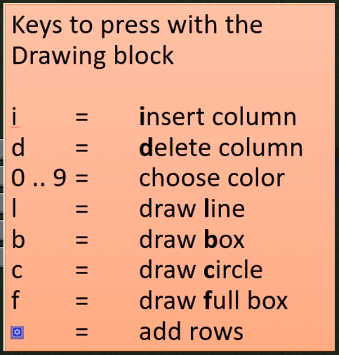 Keys to press with the
Drawing block
i = insert column
d = delete column
0 .. 9 = choose color
l = draw line
b = draw box
c = draw circle
f = draw full box
= add rows